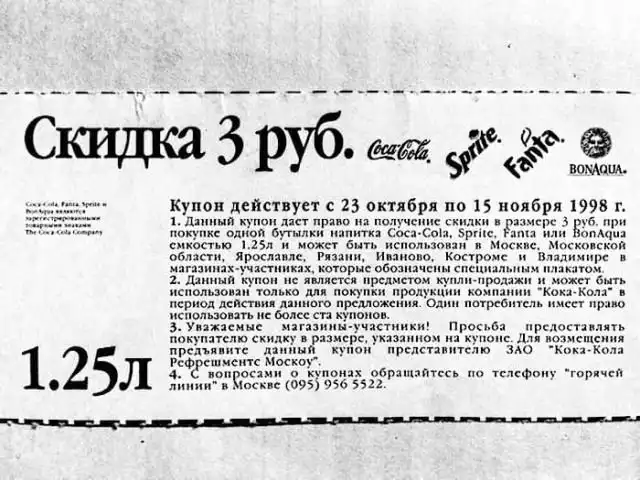 Скидка 3 руб.
Coca-Cola
Sprite
Fanta
BONAQUA.
Coca-Cola, Fanta, Sprite и
BonAqua являются
зарегистрированными
товарными знаками
The Coca-Cola Company
Купон действует с 23 октября по 15 ноября 1998 г.
1. Данный купон дает право на получение скидки в размере 3 руб. при
покупке одной бутылки напитка Coca-Cola, Sprite, Fanta или BonAqua
емкостью 1.25л и может быть использован в Москве, Московской
области, Ярославле, Рязани, Иваново, Костроме и Владимире в
магазинах-участниках, которые обозначены специальным плакатом.
2. Данный купон не является предметом купли-продажи и может быть
использован только для покупки продукции компании "Кока-Кола" в
период действия данного предложения. Один потребитель имеет право
использовать не более ста купонов.
3. Уважаемые магазины-участники! Просьба предоставлять
покупателю скидку в размере, указанном на купоне. Для возмещения
предъявите данный купон представителю ЗАО "Кока-Кола
Рефрешментс Москоу".
4. С вопросами о купонах обращайтесь по телефону "горячей
линии" в Москве (095) 956 5522.
1.25л